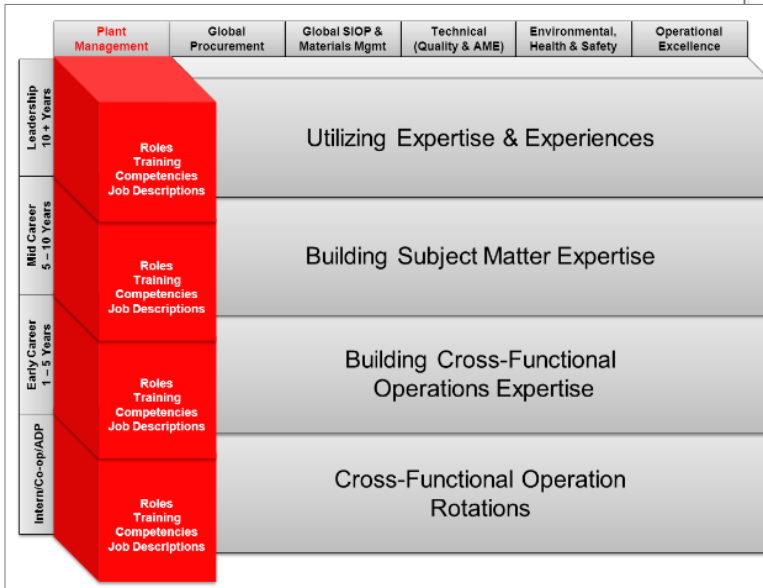 Plant
Management
Global
Procurement
Global SIOP &
Materials Mgmt
Technical
(Quality & AME)
Environmental,
Health & Safety
Operational
Excellence
Leadership
10 + Years
Roles
Training
Competencies
Job Descriptions
Utilizing Expertise & Experiences
Mid Career
5 – 10 Years
Roles
Training
Competencies
Job Descriptions
Building Subject Matter Expertise
Early Career
1 – 5 Years
Roles
Training
Competencies
Job Descriptions
Building Cross-Functional
Operations Expertise
Intern/Co-op/ADP
Roles
Training
Competencies
Job Descriptions
Cross-Functional Operation
Rotations